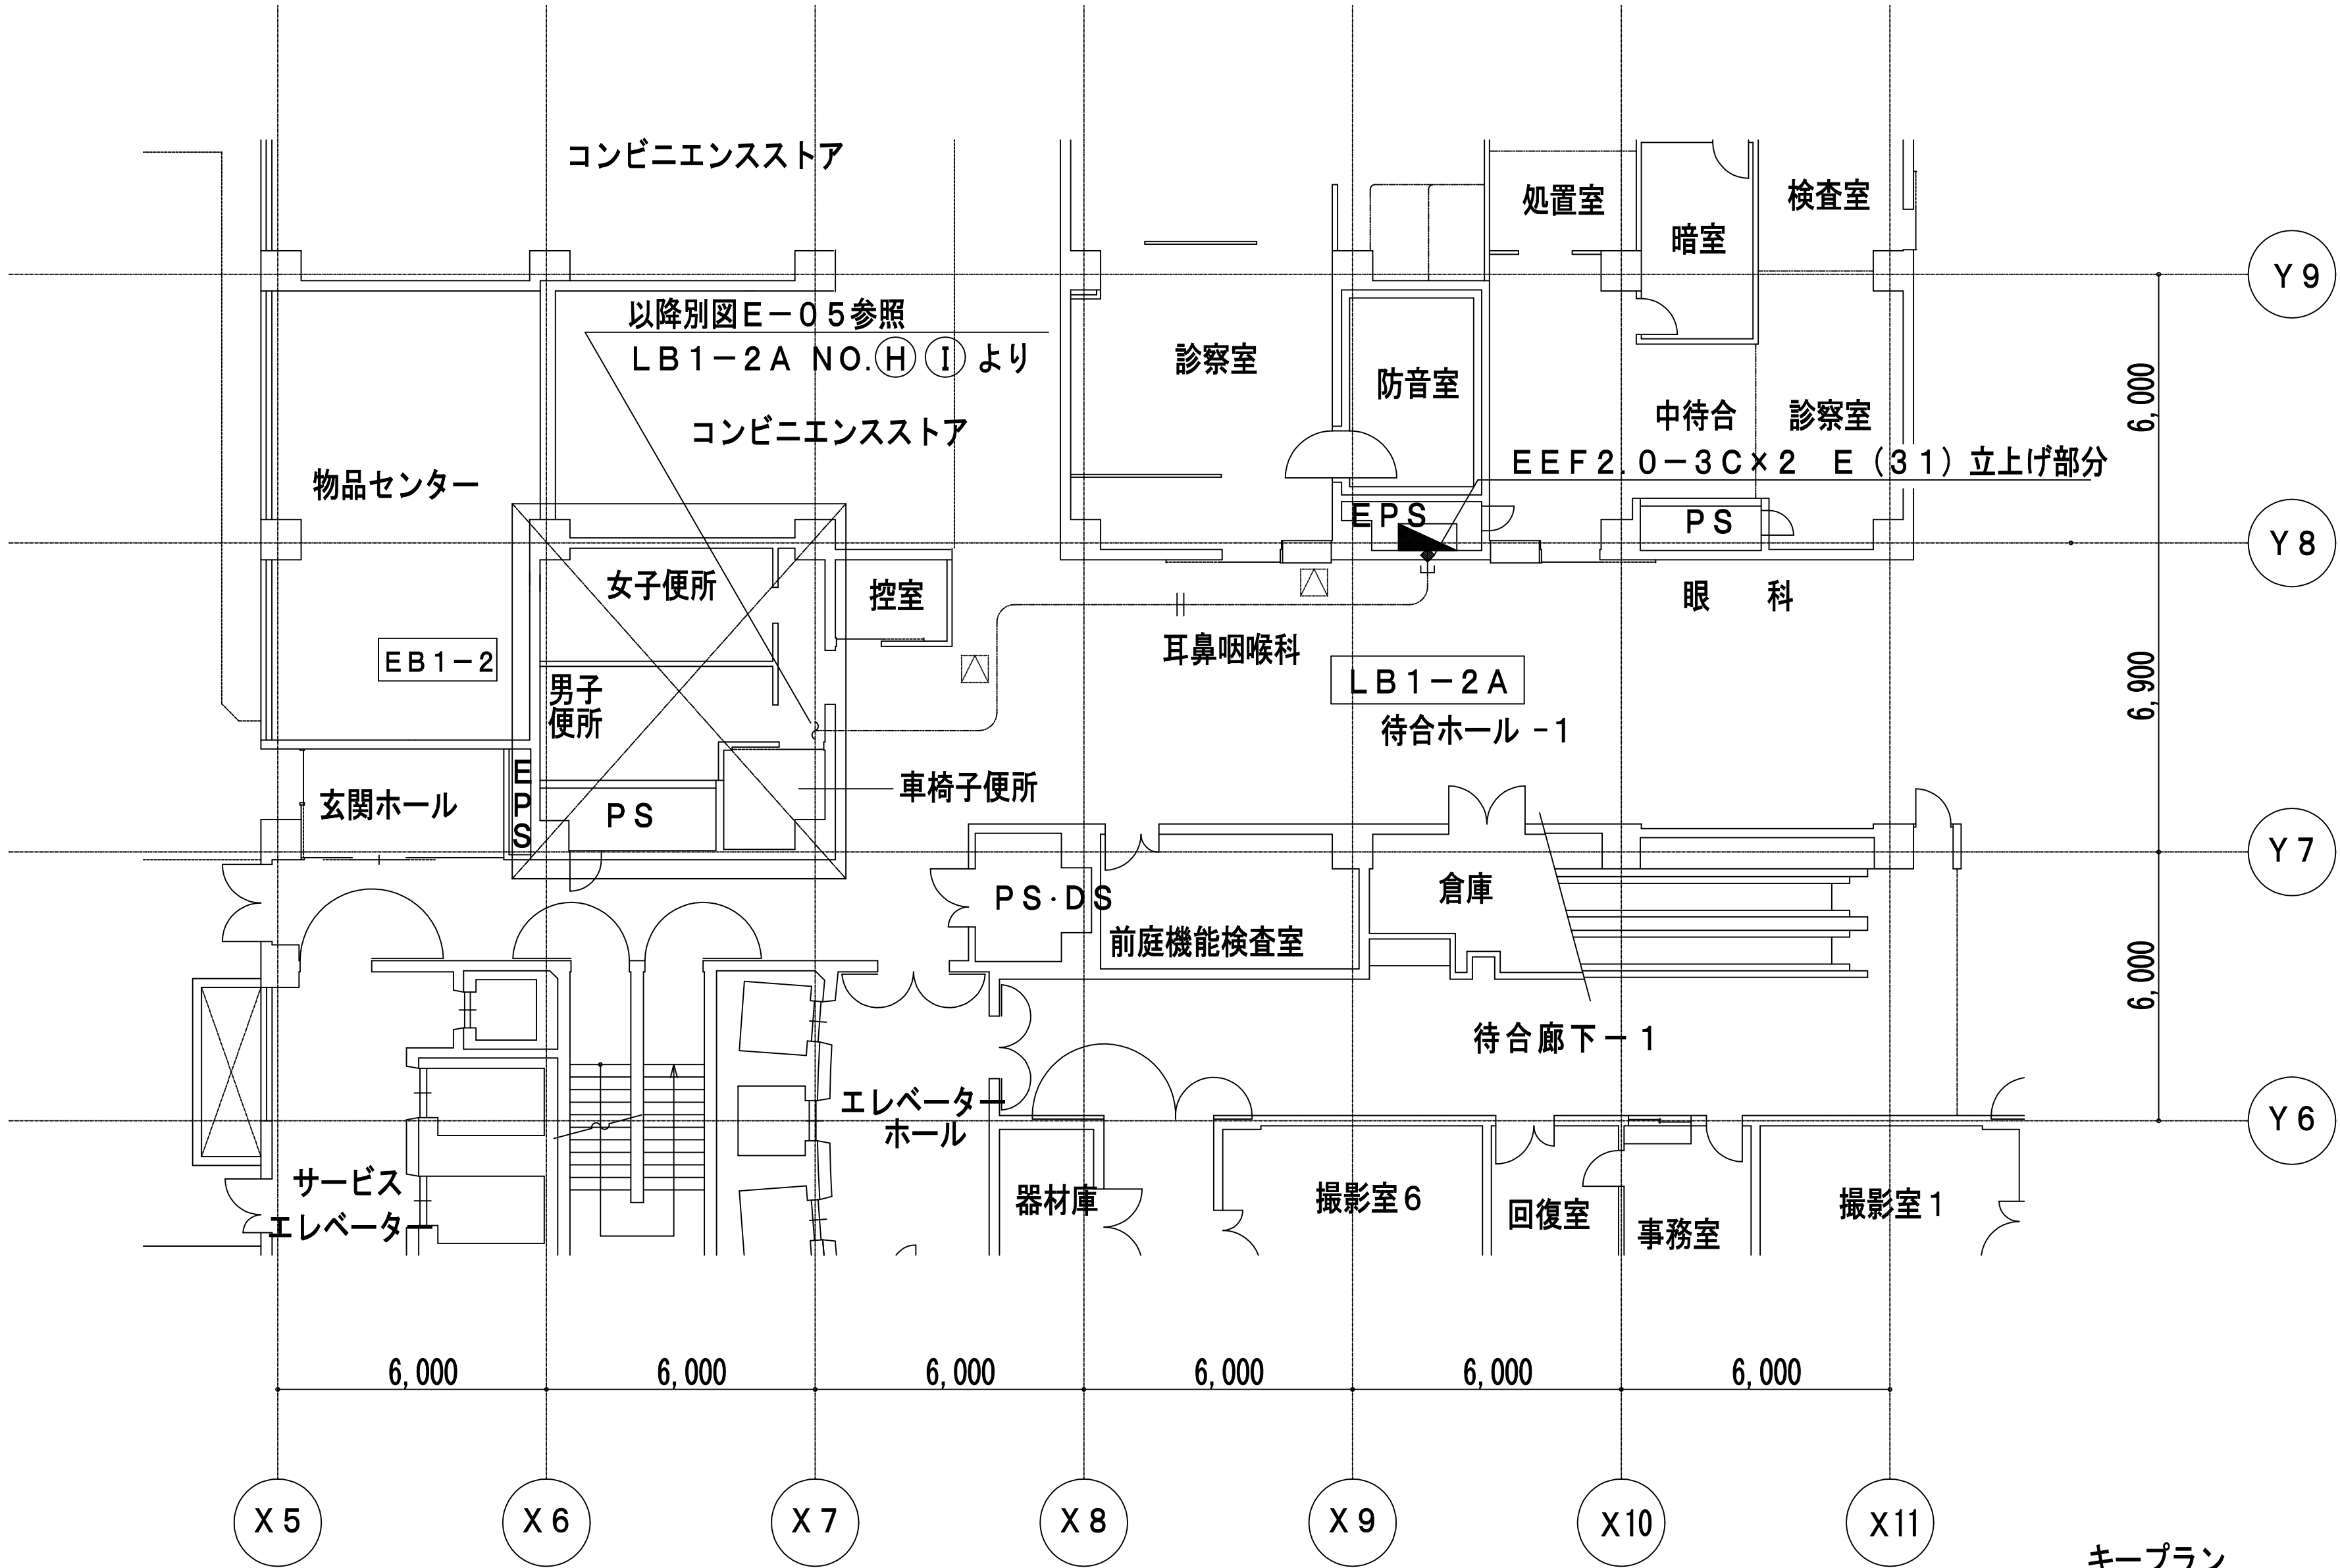 コンビニエンスストア
処置室
検査室
暗室
Y9
以降別図E-05参照
LB1-2A NO.Ⓗ Ⓘ より
診察室
防音室
中待合
診察室
6,000
コンビニエンスストア
EEF2.0-3C×2 E(31)立上げ部分
物品センター
EPS
PS
Y8
女子便所
控室
眼 科
耳鼻咽喉科
EB1-2
LB1-2A
6,900
男子
便所
待合ホール -1
EPS
車椅子便所
玄関ホール
PS
Y7
PS・DS
倉庫
前庭機能検査室
6,000
待合廊下-1
エレベーター
ホール
Y6
サービス
エレベーター
器材庫
撮影室6
回復室
事務室
撮影室1
6,000
6,000
6,000
6,000
6,000
6,000
X5
X6
X7
X8
X9
X10
X11
キープラン